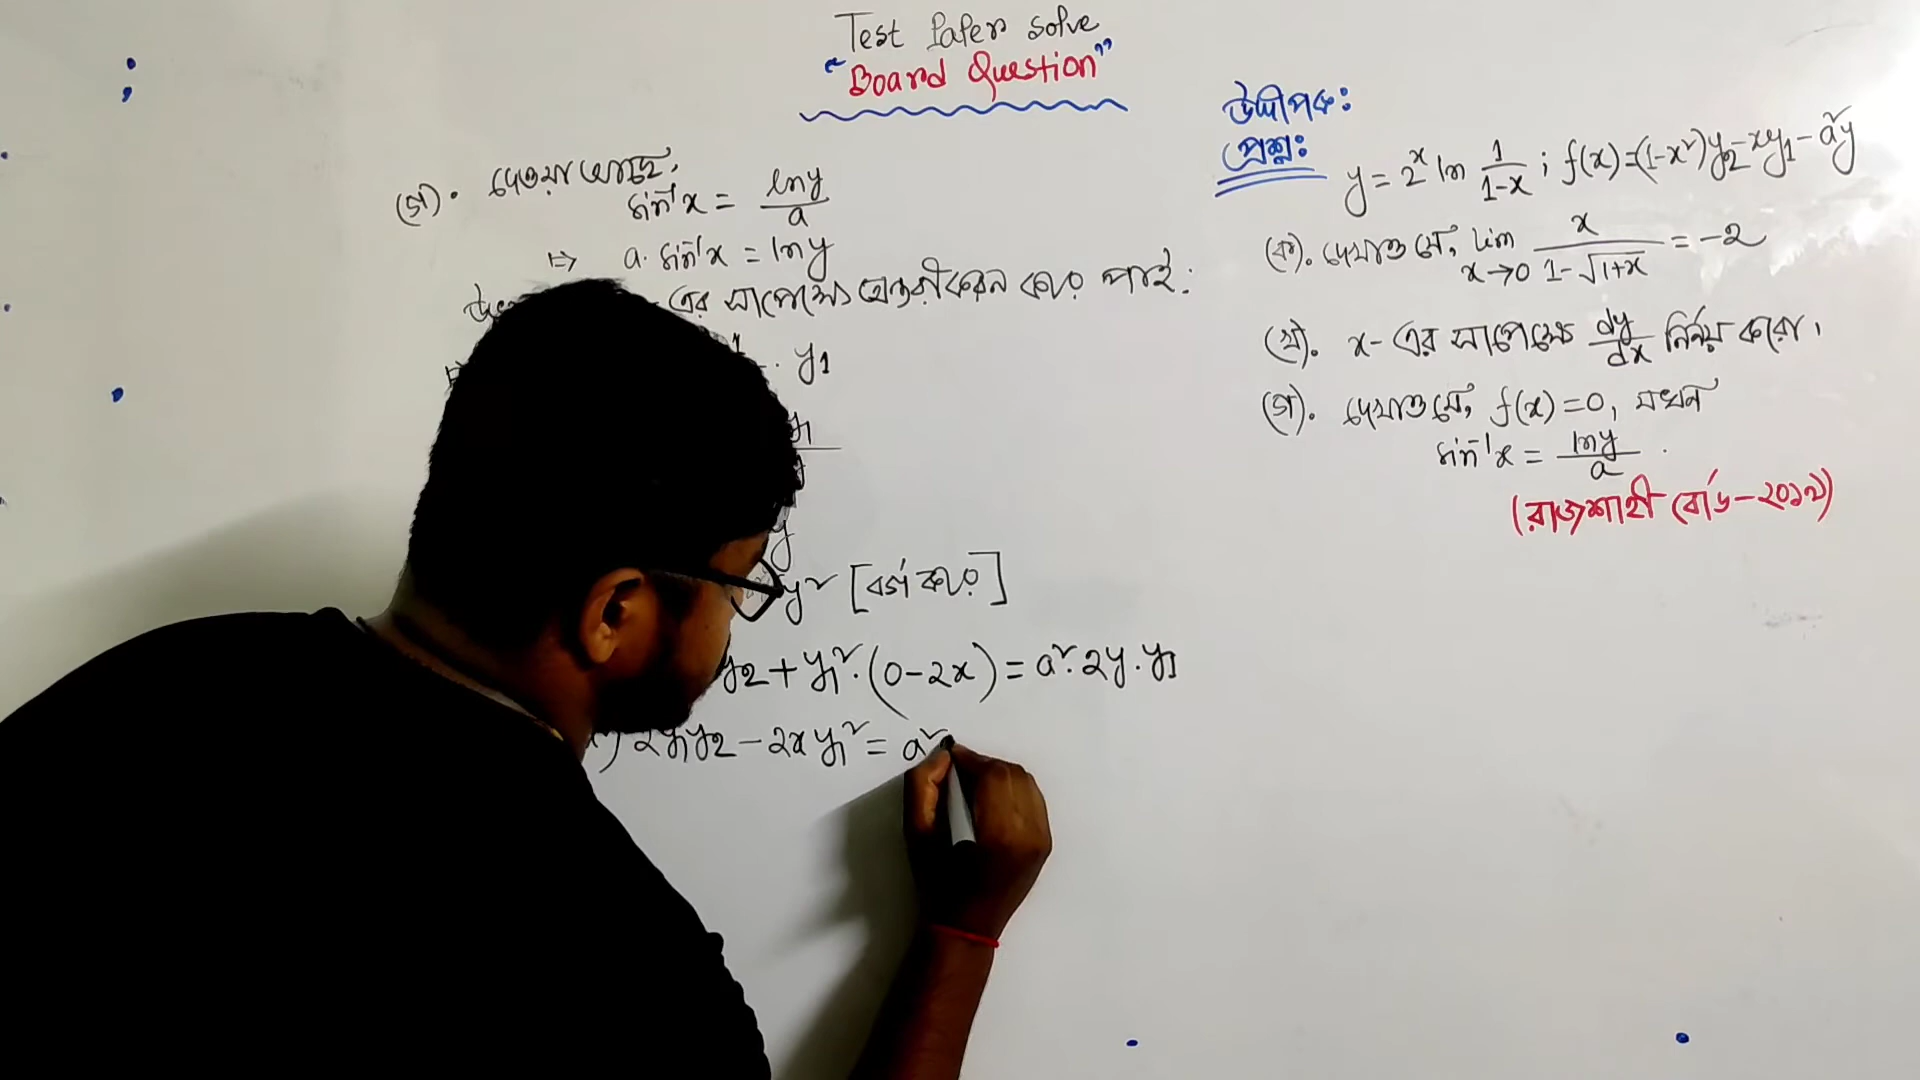 Test Paper solve
"Board Question"
(গ). দেওয়া আছে,
sin⁻¹x = lny/a
⇒ a. sin⁻¹x = lny
এর সাপেক্ষে অন্তরীকরন করে পাই:
. y₁
y₁
y
y² [বর্গ করে]
y₂ + y₁². (0-2x) = a². 2y. y₁
) 2y₁y₂ - 2xy₁² = a²
উদ্দীপক:
প্রশ্ন: y = 2ˣ ln 1/(1-x) ; f(x) = (1-x²)y₂ - xy₁ - a²y
(ক). দেখাও যে, lim x→0 x/(1-√(1+x)) = -2
(খ). x- এর সাপেক্ষে dy/dx নির্নয় করো।
(গ). দেখাও যে, f(x) = 0, যখন
sin⁻¹x = lny/a .
(রাজশাহী বোর্ড-২০১৭)